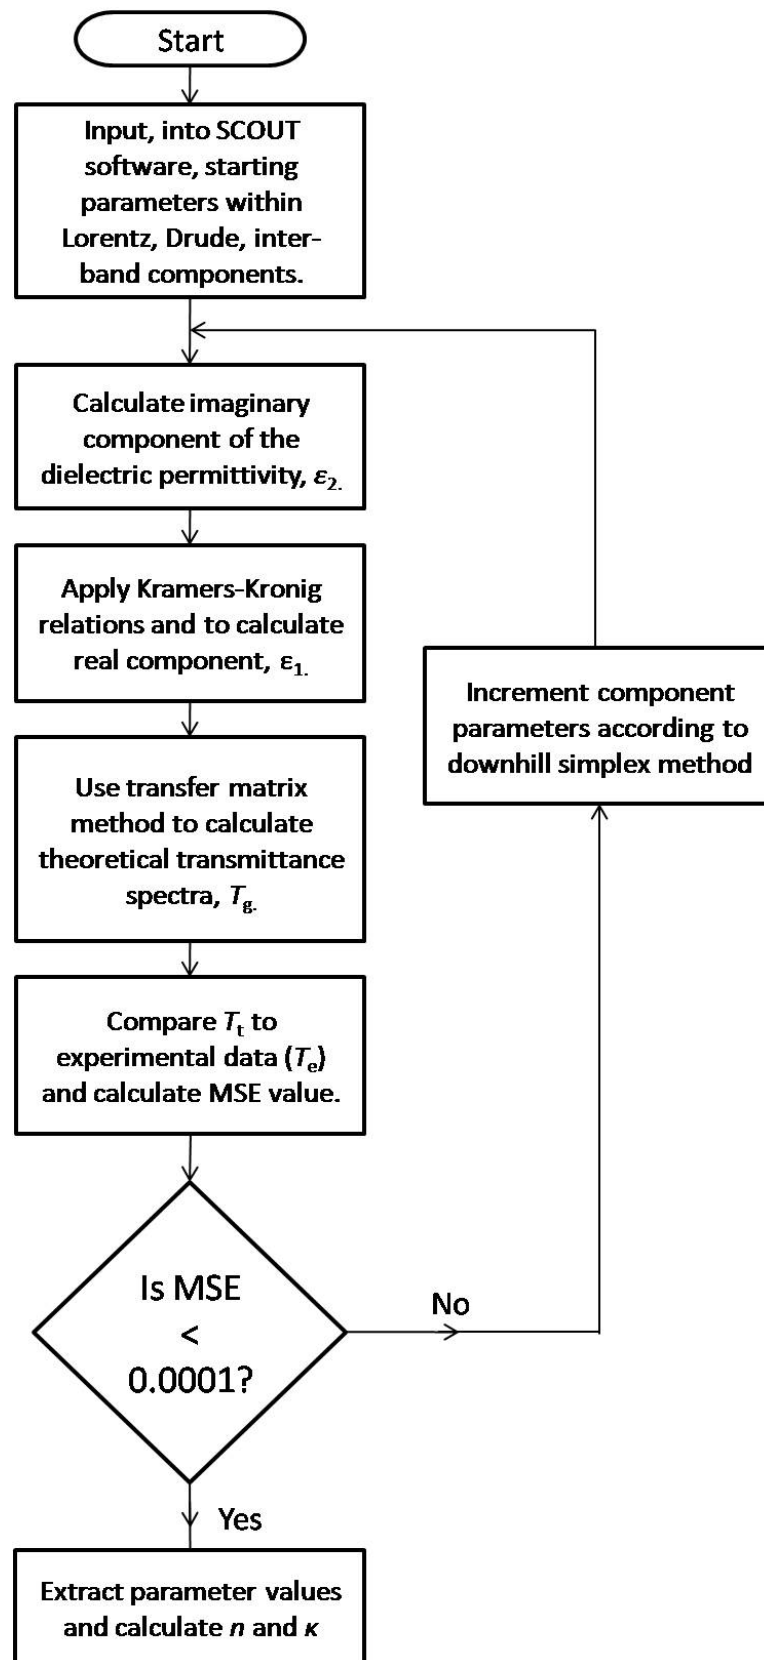 Start
Input, into SCOUT
software, starting
parameters within
Lorentz, Drude, inter-
band components.
Calculate imaginary
component of the
dielectric permittivity, ε₂.
Apply Kramers-Kronig
relations and to calculate
real component, ε₁.
Use transfer matrix
method to calculate
theoretical transmittance
spectra, Tg.
Compare Tt to
experimental data (Te)
and calculate MSE value.
Is MSE
<
0.0001?
No
Increment component
parameters according to
downhill simplex method
Yes
Extract parameter values
and calculate n and κ